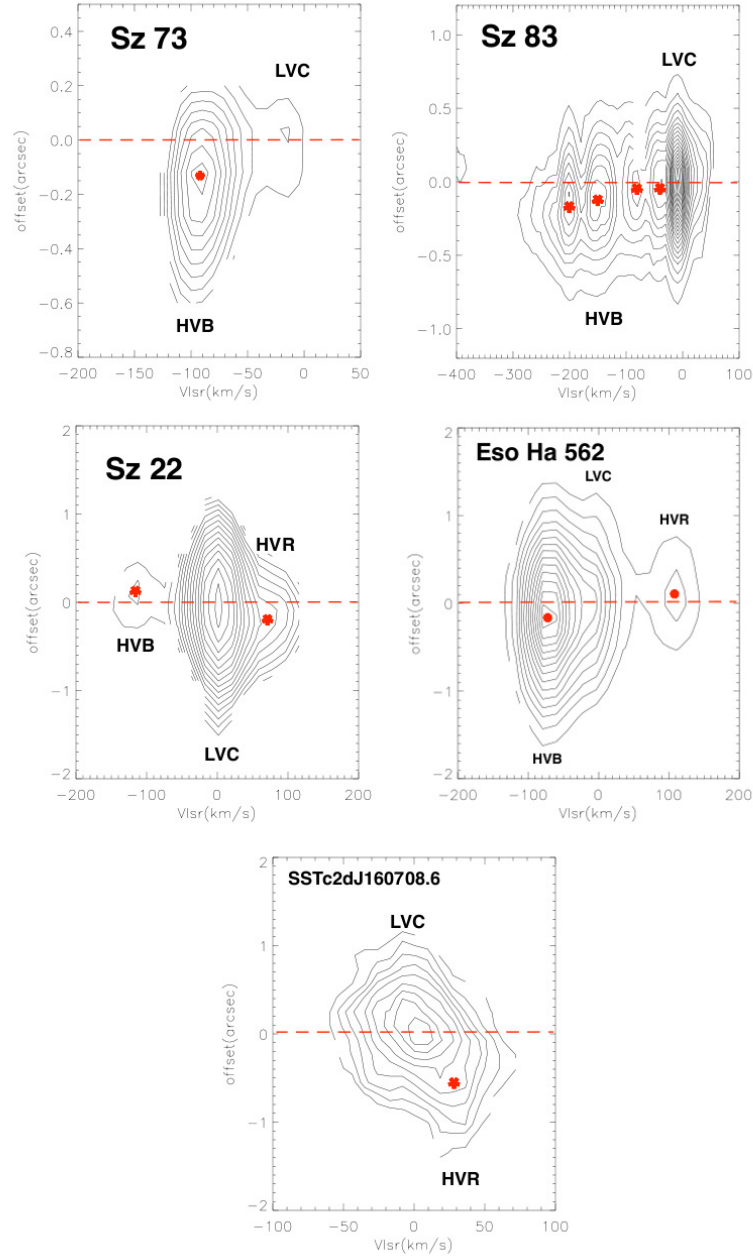 Sz 73
LVC
HVB
0.4
0.2
0.0
−0.2
−0.4
−0.6
−0.8
offset(arcsec)
−200 −150 −100 −50 0 50
Vlsr(km/s)
Sz 83
LVC
HVB
1.0
0.5
0.0
−0.5
−1.0
offset(arcsec)
−400 −300 −200 −100 0 100
Vlsr(km/s)
Sz 22
HVR
HVB
LVC
2
1
0
−1
−2
offset(arcsec)
−200 −100 0 100 200
Vlsr(km/s)
Eso Ha 562
LVC
HVR
HVB
2
1
0
−1
−2
offset(arcsec)
−200 −100 0 100 200
Vlsr(km/s)
SSTc2dJ160708.6
LVC
HVR
2
1
0
−1
−2
offset(arcsec)
−100 −50 0 50 100
Vlsr(km/s)